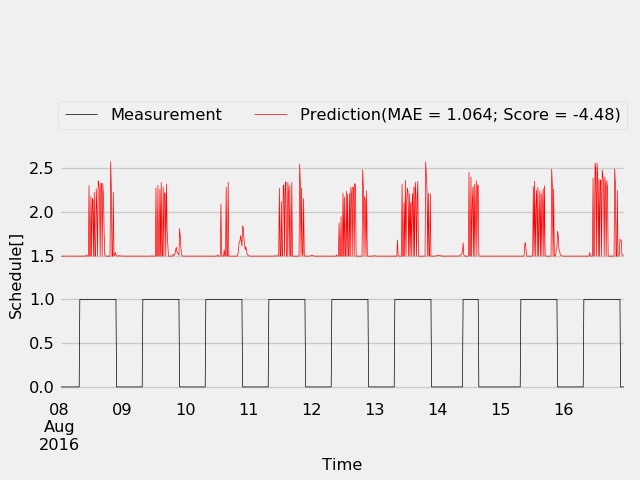 Measurement
Prediction(MAE = 1.064; Score = -4.48)
2.5
2.0
1.5
1.0
0.5
0.0
Schedule[]
08 09 10 11 12 13 14 15 16
Aug
2016
Time